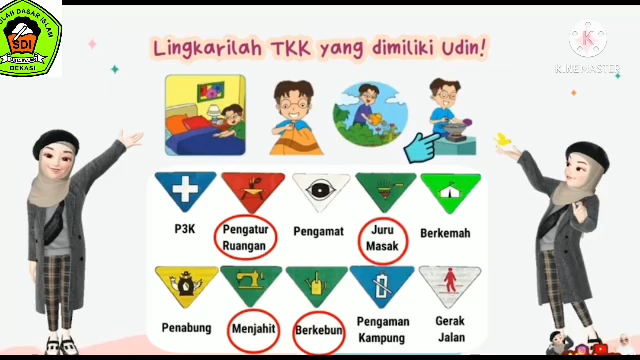 SDI
BEKASI
Lingkarilah TKK yang dimiliki Udin!
KINEMASTER
P3K
Pengatur
Ruangan
Pengamat
Juru
Masak
Berkemah
Penabung
Menjahit
Berkebun
Pengaman
Kampung
Gerak
Jalan